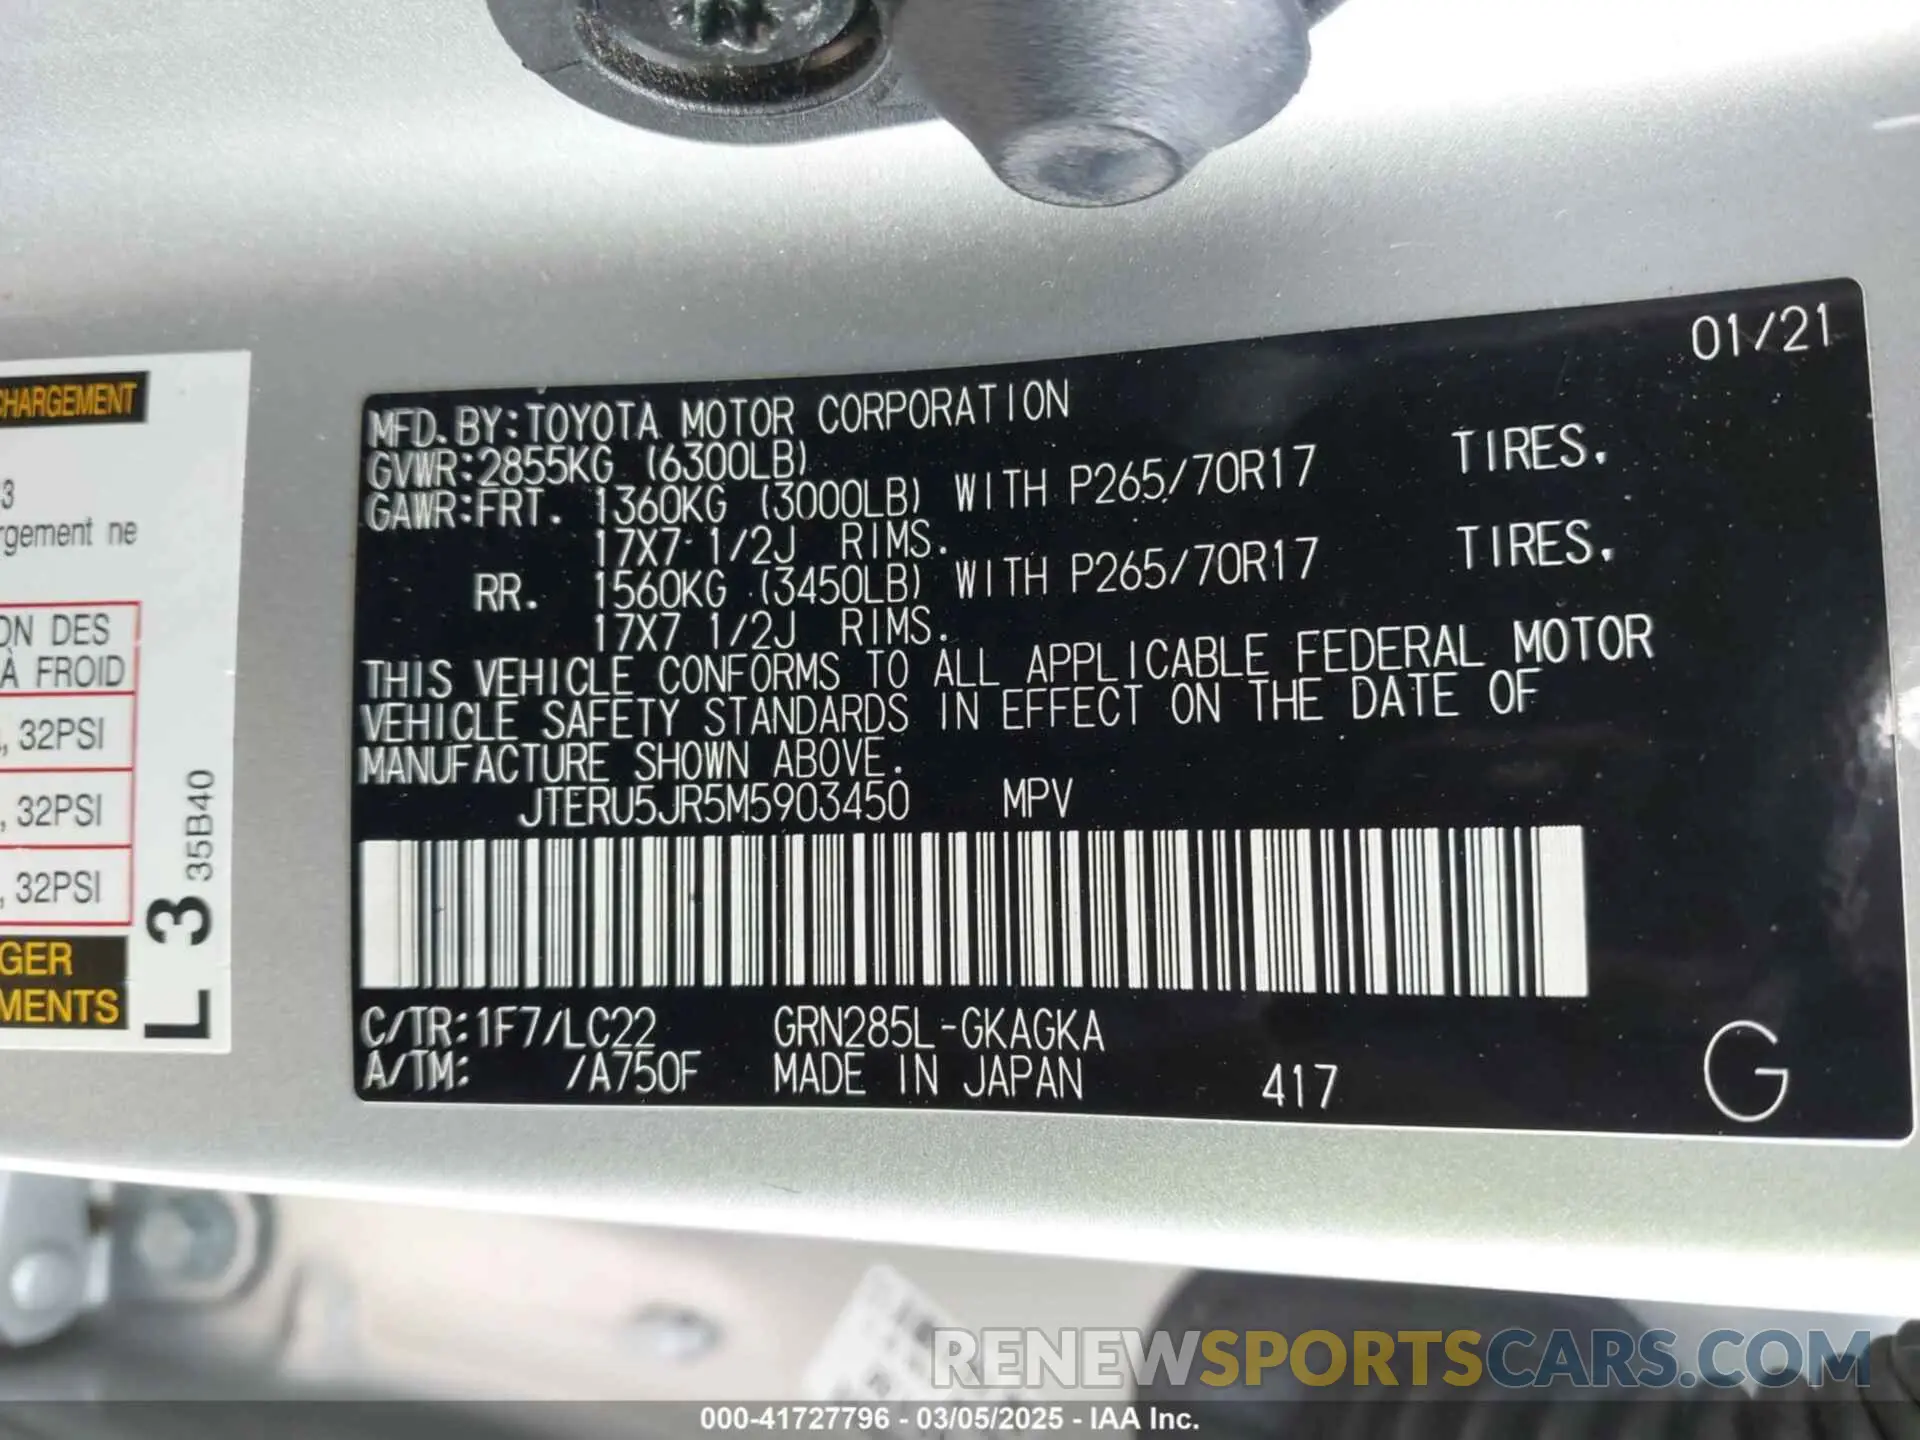 CHARGEMENT
3
rgement ne
ON DES
À FROID
, 32PSI
, 32PSI
, 32PSI
GER
MENTS
L 3 35B40
01/21
MFD.BY:TOYOTA MOTOR CORPORATION
GVWR:2855KG (6300LB)
GAWR:FRT. 1360KG (3000LB) WITH P265/70R17 TIRES.
17X7 1/2J RIMS.
RR. 1560KG (3450LB) WITH P265/70R17 TIRES.
17X7 1/2J RIMS.
THIS VEHICLE CONFORMS TO ALL APPLICABLE FEDERAL MOTOR
VEHICLE SAFETY STANDARDS IN EFFECT ON THE DATE OF
MANUFACTURE SHOWN ABOVE.
JTERU5JR5M5903450 MPV
C/TR:1F7/LC22 GRN285L-GKAGKA
A/TM: /A750F MADE IN JAPAN 417 G
RENEWSPORTSCARS.COM
000-41727796 - 03/05/2025 - IAA Inc.